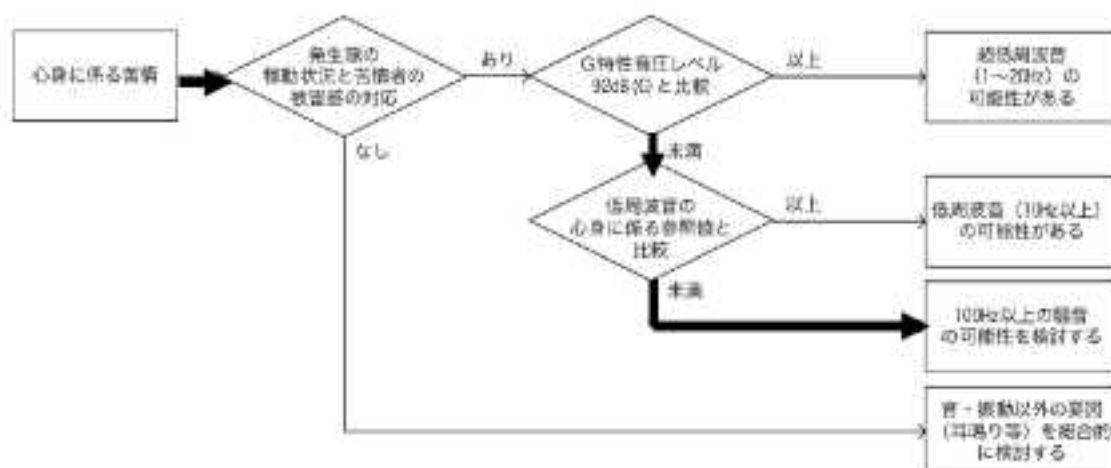 心身に係る苦情
発生源の
稼動状況と苦情者の
被害感の対応
あり
なし
G特性音圧レベル
92dB(G)と比較
以上
未満
超低周波音
(1～20Hz)の
可能性がある
低周波音の
心身に係る参照値と
比較
以上
未満
低周波音(10Hz以上)
の可能性がある
100Hz以上の騒音
の可能性を検討する
音・振動以外の要因
(耳鳴り等)を総合的
に検討する